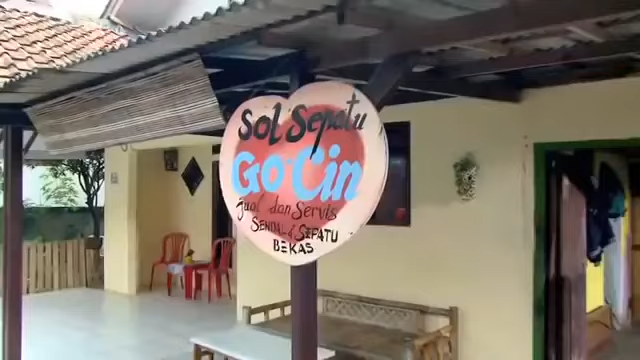 Sol Sepatu
Go-Cin
Jual dan Servis
SENDAL & SEPATU
BEKAS